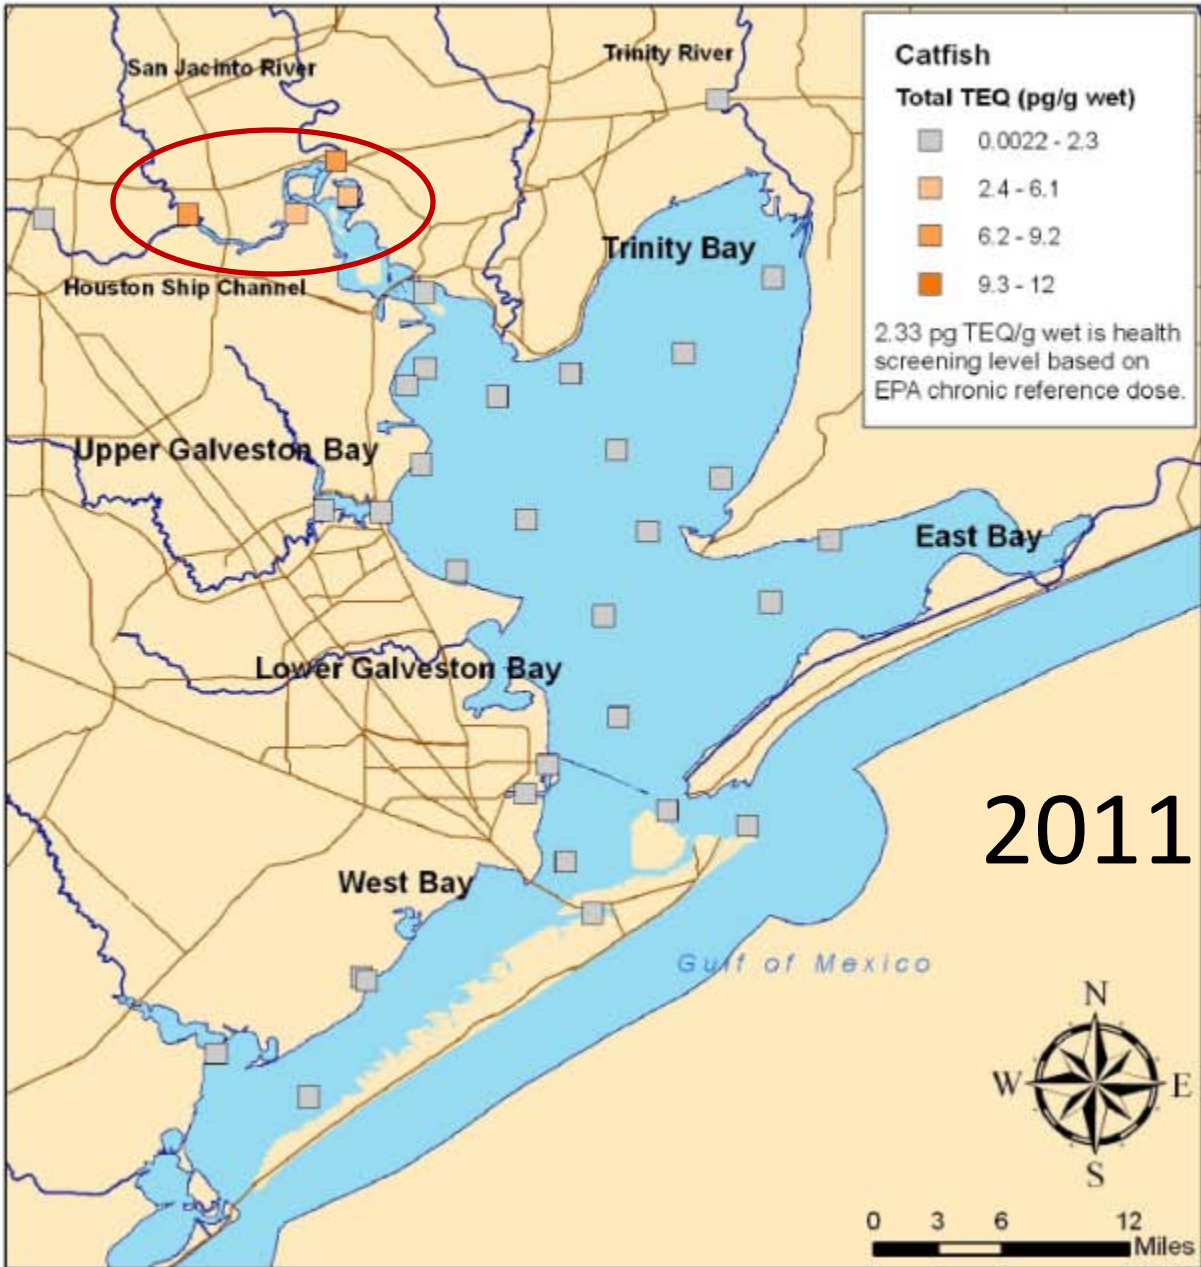 San Jacinto River
Trinity River
Catfish
Total TEQ (pg/g wet)
0.0022 - 2.3
2.4 - 6.1
6.2 - 9.2
9.3 - 12
2.33 pg TEQ/g wet is health
screening level based on
EPA chronic reference dose.
Trinity Bay
Houston Ship Channel
Upper Galveston Bay
East Bay
Lower Galveston Bay
2011
West Bay
Gulf of Mexico
N
W
E
S
0 3 6 12
Miles